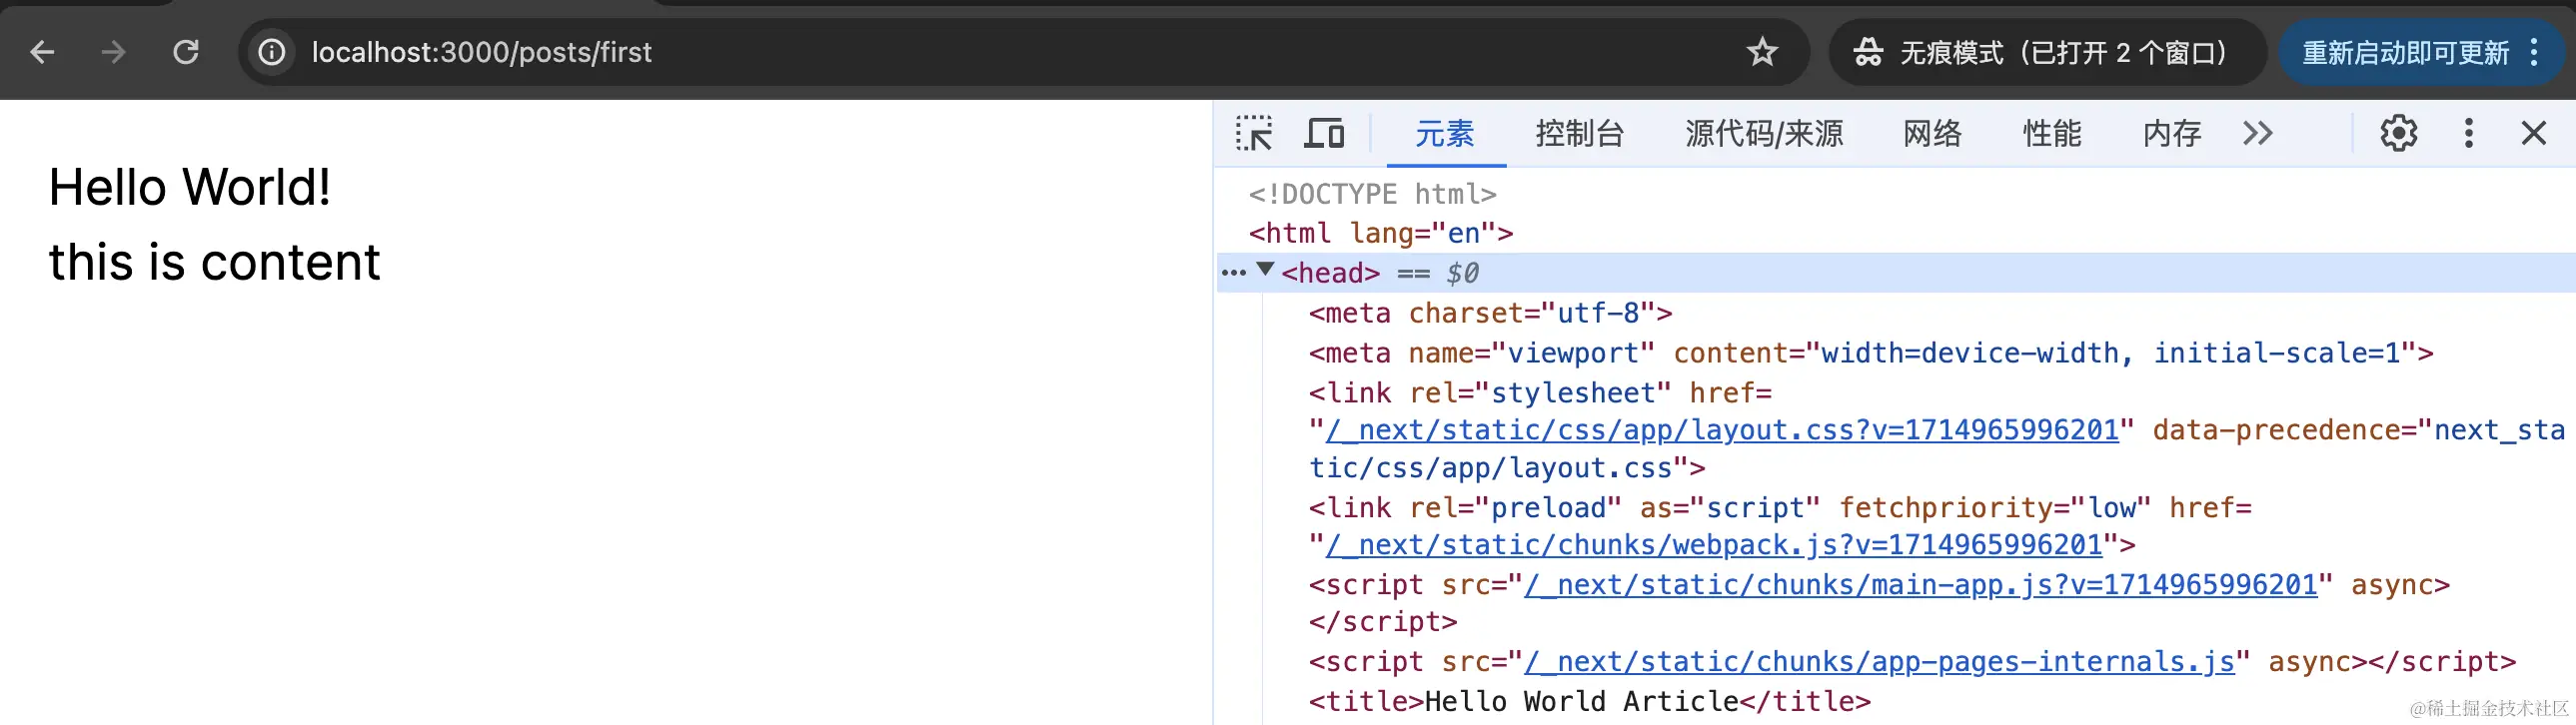 localhost:3000/posts/first
无痕模式（已打开 2 个窗口）
重新启动即可更新
Hello World!
this is content
元素 控制台 源代码/来源 网络 性能 内存
<!DOCTYPE html>
<html lang="en">
<head> == $0
<meta charset="utf-8">
<meta name="viewport" content="width=device-width, initial-scale=1">
<link rel="stylesheet" href=
"/_next/static/css/app/layout.css?v=1714965996201" data-precedence="next_sta
tic/css/app/layout.css">
<link rel="preload" as="script" fetchpriority="low" href=
"/_next/static/chunks/webpack.js?v=1714965996201">
<script src="/_next/static/chunks/main-app.js?v=1714965996201" async>
</script>
<script src="/_next/static/chunks/app-pages-internals.js" async></script>
<title>Hello World Article</title>
@稀土掘金技术社区